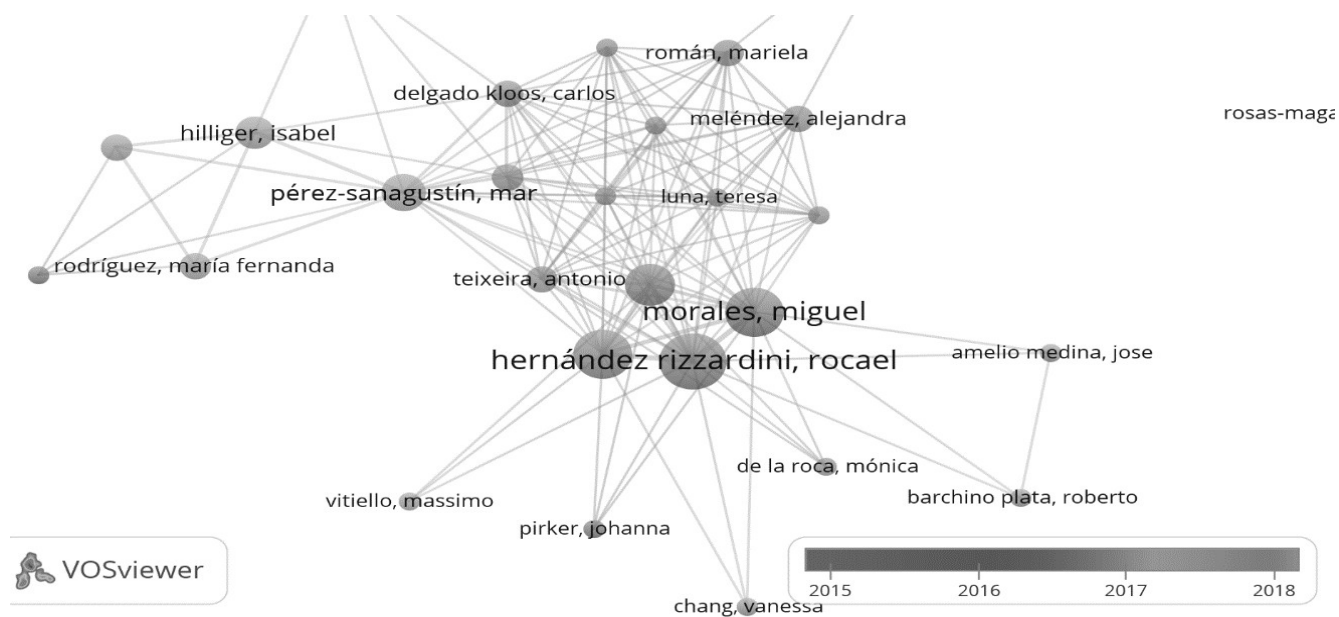 román, mariela
delgado kloos, carlos
meléndez, alejandra
rosas-maga
hilliger, isabel
pérez-sanagustín, mar
luna, teresa
rodríguez, maría fernanda
teixeira, antonio
morales, miguel
hernández rizzardini, rocael
amelio medina, jose
de la roca, mónica
vitiello, massimo
barchino plata, roberto
pirker, johanna
VOSviewer
2015 2016 2017 2018
chang, vanessa